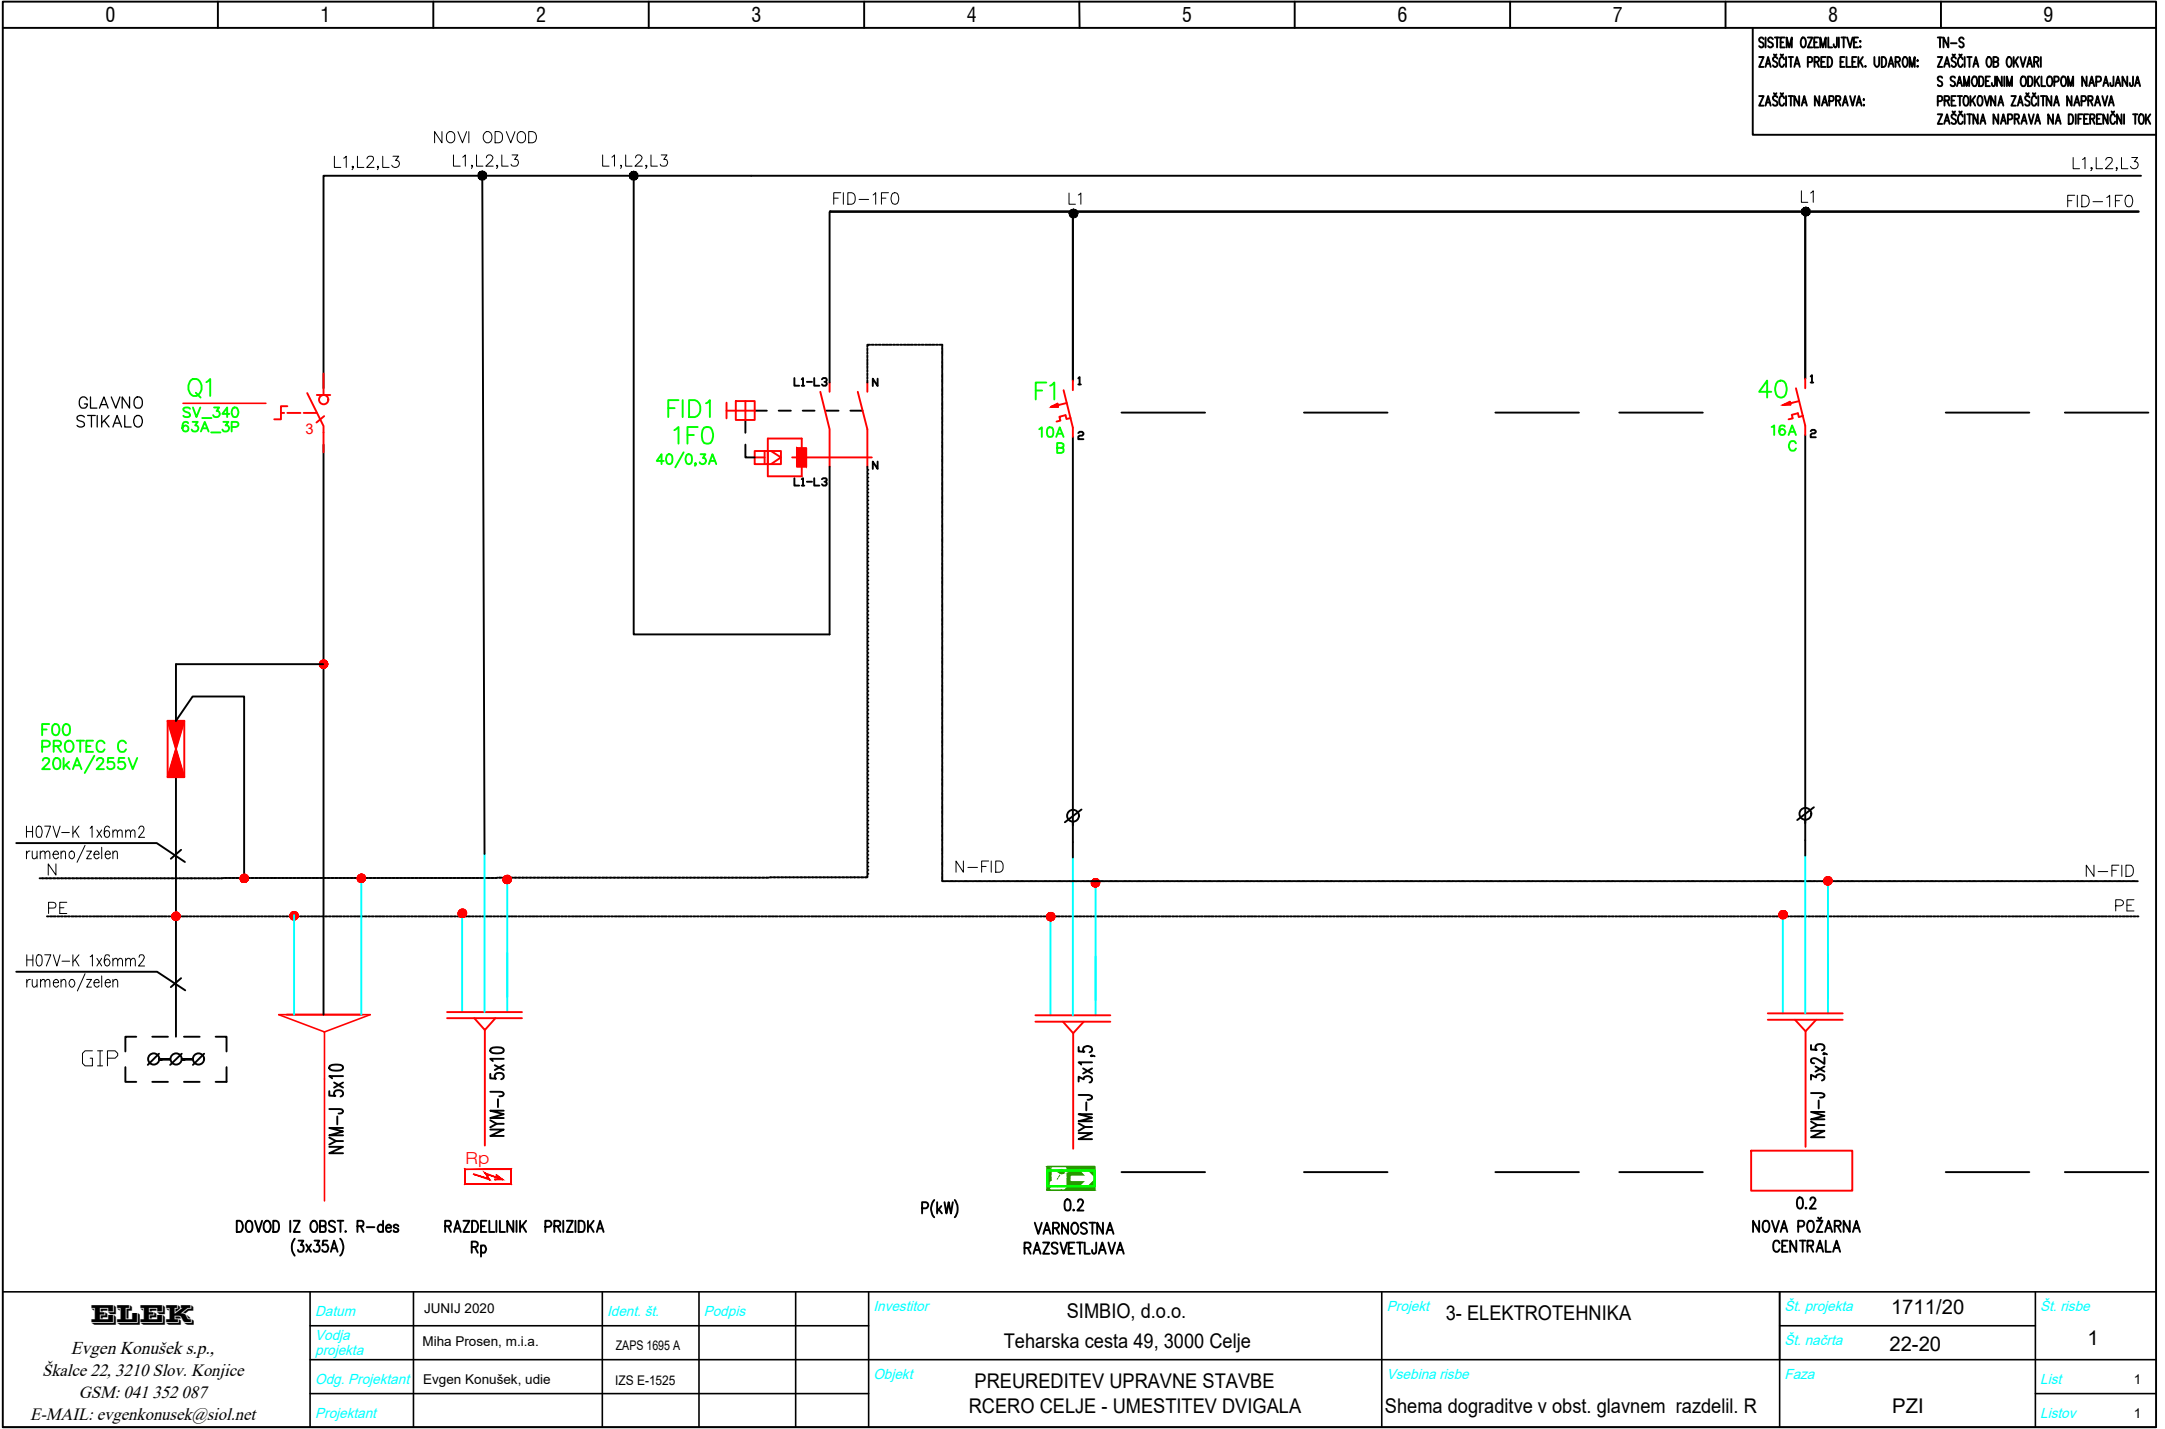 0 1 2 3 4 5 6 7 8 9
SISTEM OZEMLJITVE: TN-S
ZAŠČITA PRED ELEK. UDAROM: ZAŠČITA OB OKVARI
S SAMODEJNIM ODKLOPOM NAPAJANJA
ZAŠČITNA NAPRAVA: PRETOKOVNA ZAŠČITNA NAPRAVA
ZAŠČITNA NAPRAVA NA DIFERENČNI TOK
NOVI ODVOD
L1,L2,L3 L1,L2,L3 L1,L2,L3 L1,L2,L3
FID-1F0 L1 L1 FID-1F0
GLAVNO
STIKALO
Q1
SV_340
63A_3P
3
FID1
1F0
40/0,3A
L1-L3 N
N
L1-L3
F1
10A
B
1
2
40
16A
C
1
2
F00
PROTEC C
20kA/255V
H07V-K 1x6mm2
rumeno/zelen
N N-FID N-FID
PE PE
H07V-K 1x6mm2
rumeno/zelen
GIP
NYM-J 5x10
NYM-J 5x10
NYM-J 3x1,5
NYM-J 3x2,5
Rp
DOVOD IZ OBST. R-des
(3x35A)
RAZDELILNIK PRIZIDKA
Rp
P(kW)
0.2
VARNOSTNA
RAZSVETLJAVA
0.2
NOVA POŽARNA
CENTRALA
ELEK
Evgen Konušek s.p.,
Škalce 22, 3210 Slov. Konjice
GSM: 041 352 087
E-MAIL: evgenkonusek@siol.net
Datum JUNIJ 2020 Ident. št. Podpis
Vodja projekta Miha Prosen, m.i.a. ZAPS 1695 A
Odg. Projektant Evgen Konušek, udie IZS E-1525
Projektant
Investitor SIMBIO, d.o.o.
Teharska cesta 49, 3000 Celje
Objekt PREUREDITEV UPRAVNE STAVBE
RCERO CELJE - UMESTITEV DVIGALA
Projekt 3- ELEKTROTEHNIKA
Vsebina risbe
Shema dograditve v obst. glavnem razdelil. R
Št. projekta 1711/20
Št. načrta 22-20
Faza
PZI
Št. risbe
1
List 1
Listov 1